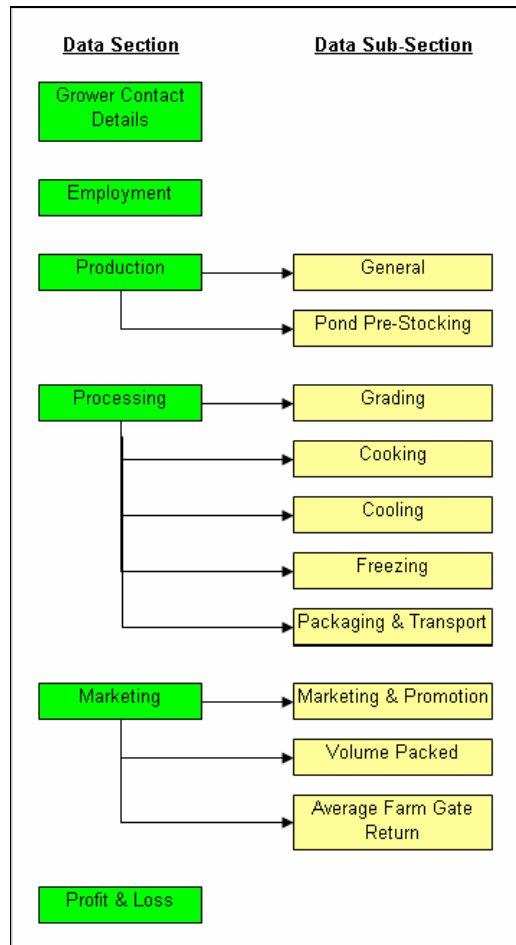 Data Section
Data Sub-Section
Grower Contact
Details
Employment
Production
General
Pond Pre-Stocking
Processing
Grading
Cooking
Cooling
Freezing
Packaging & Transport
Marketing
Marketing & Promotion
Volume Packed
Average Farm Gate
Return
Profit & Loss